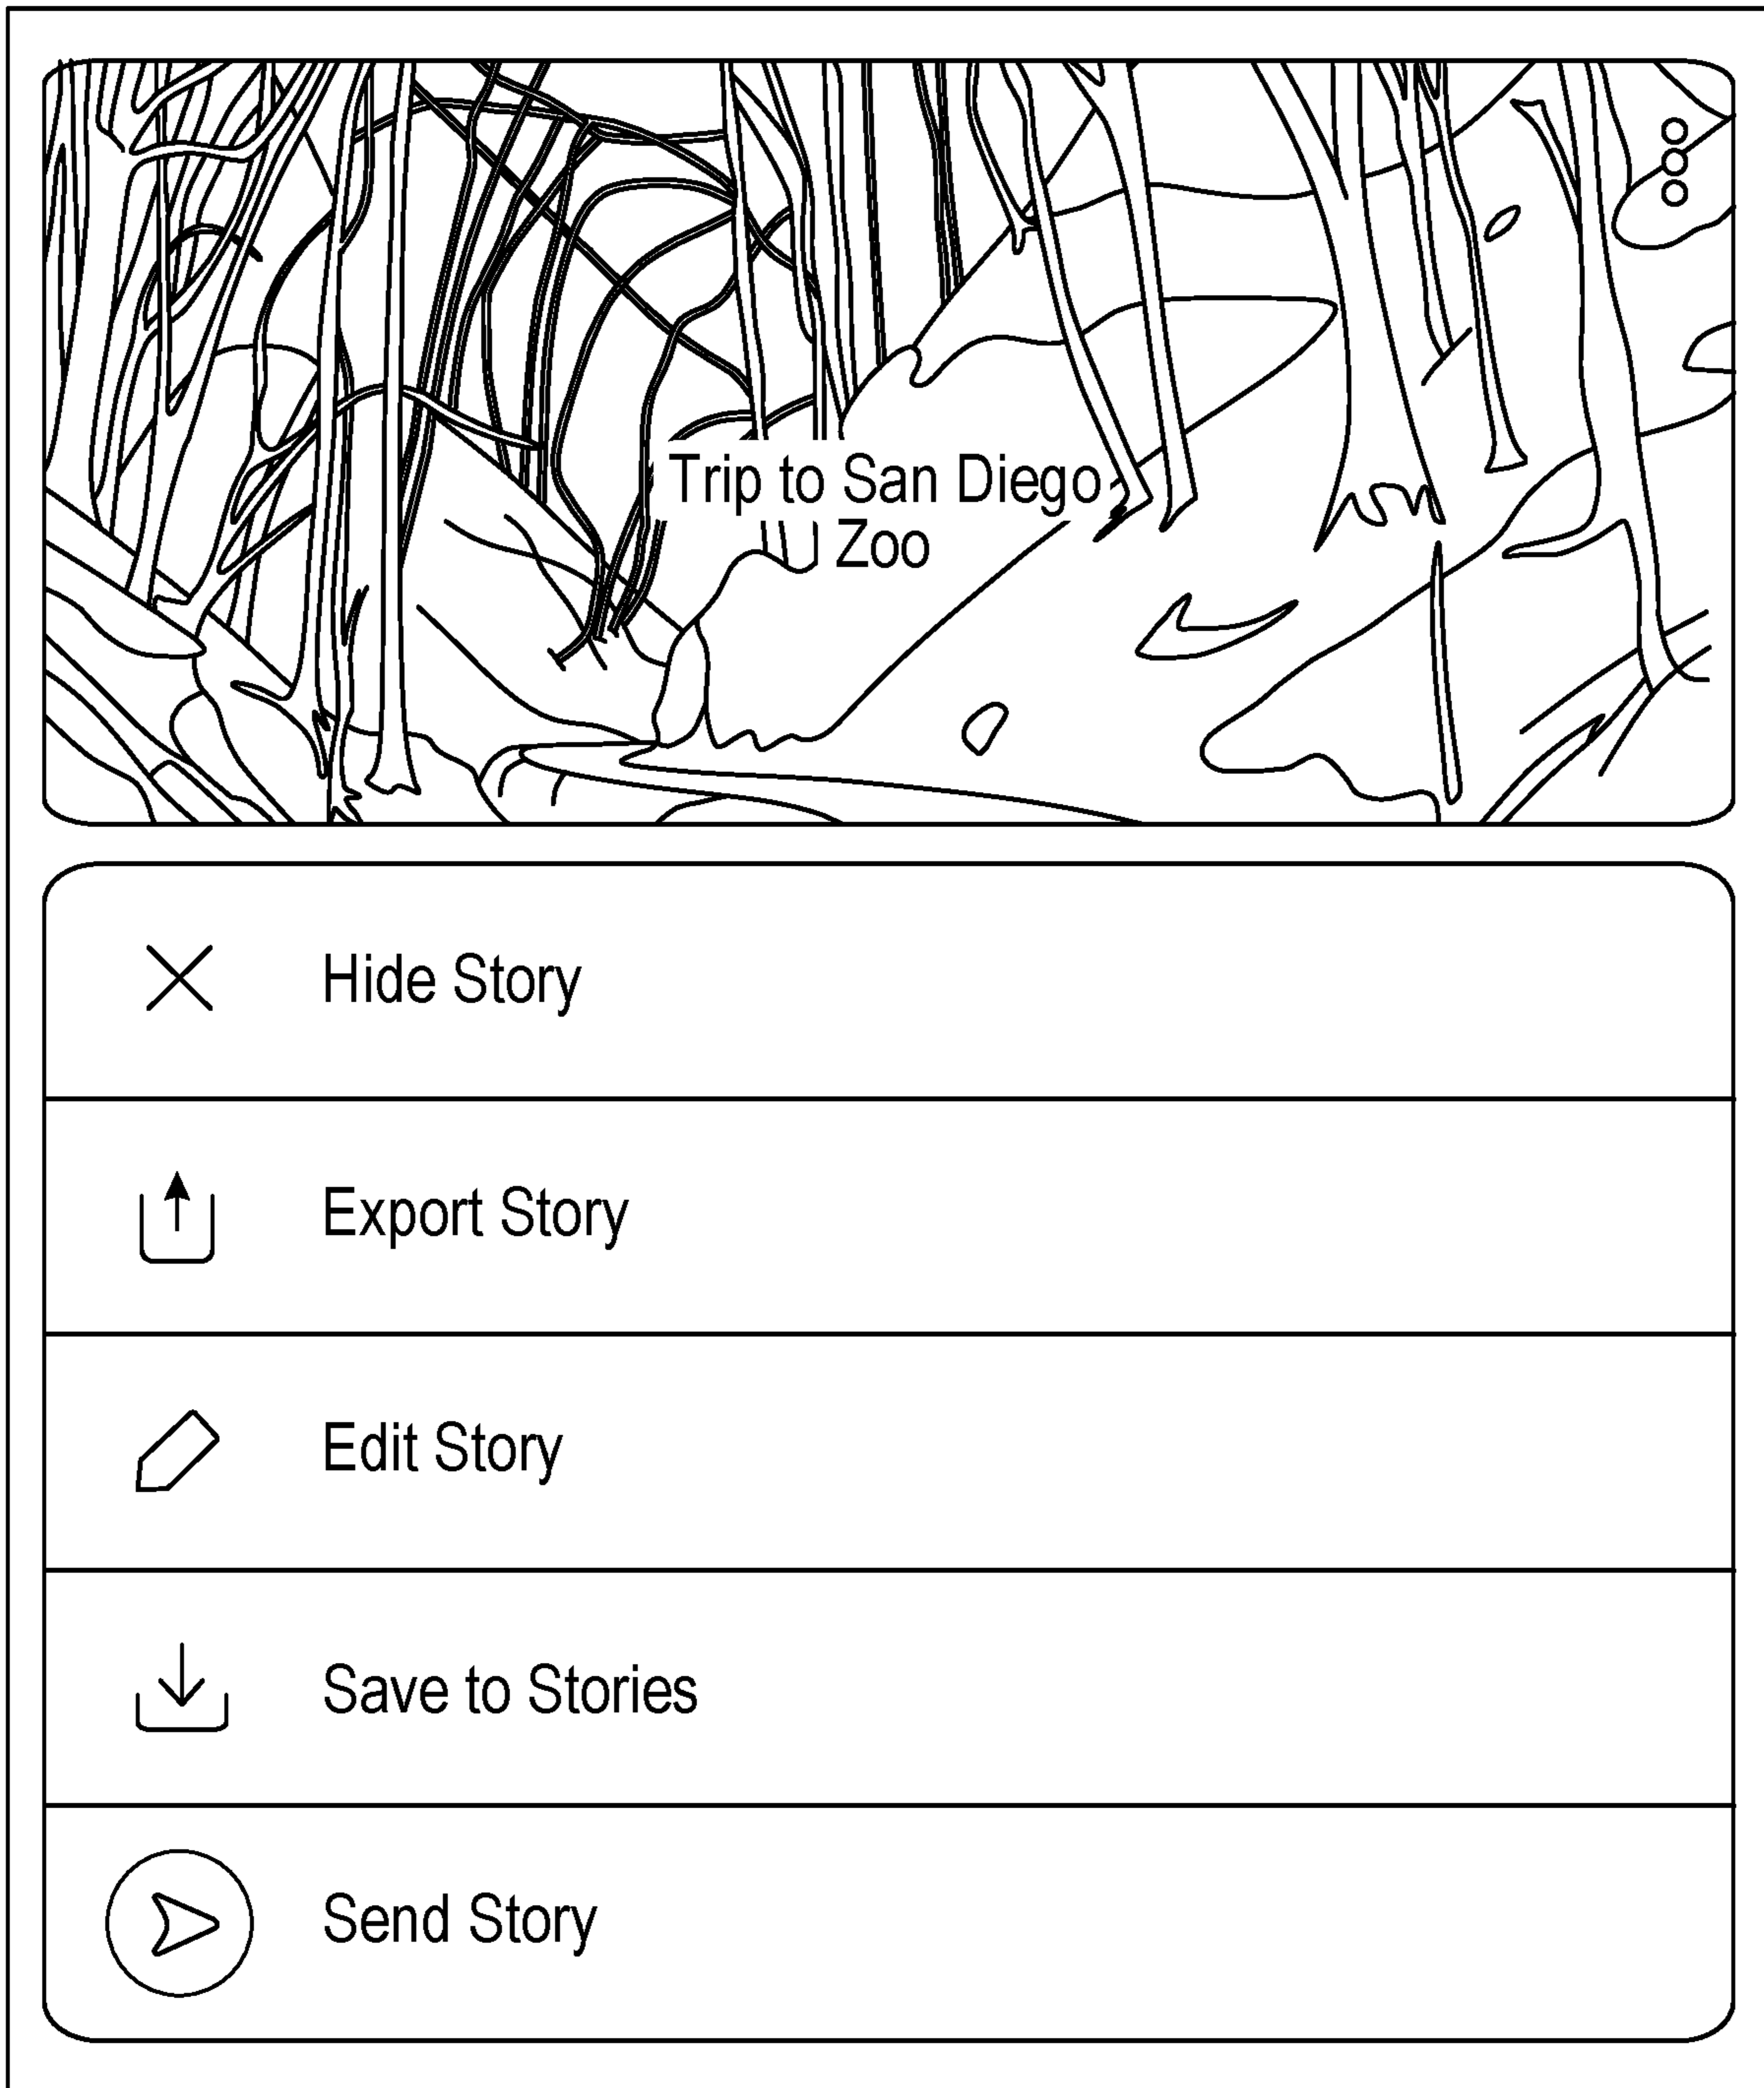 Trip to San Diego
Zoo
Hide Story
Export Story
Edit Story
Save to Stories
Send Story